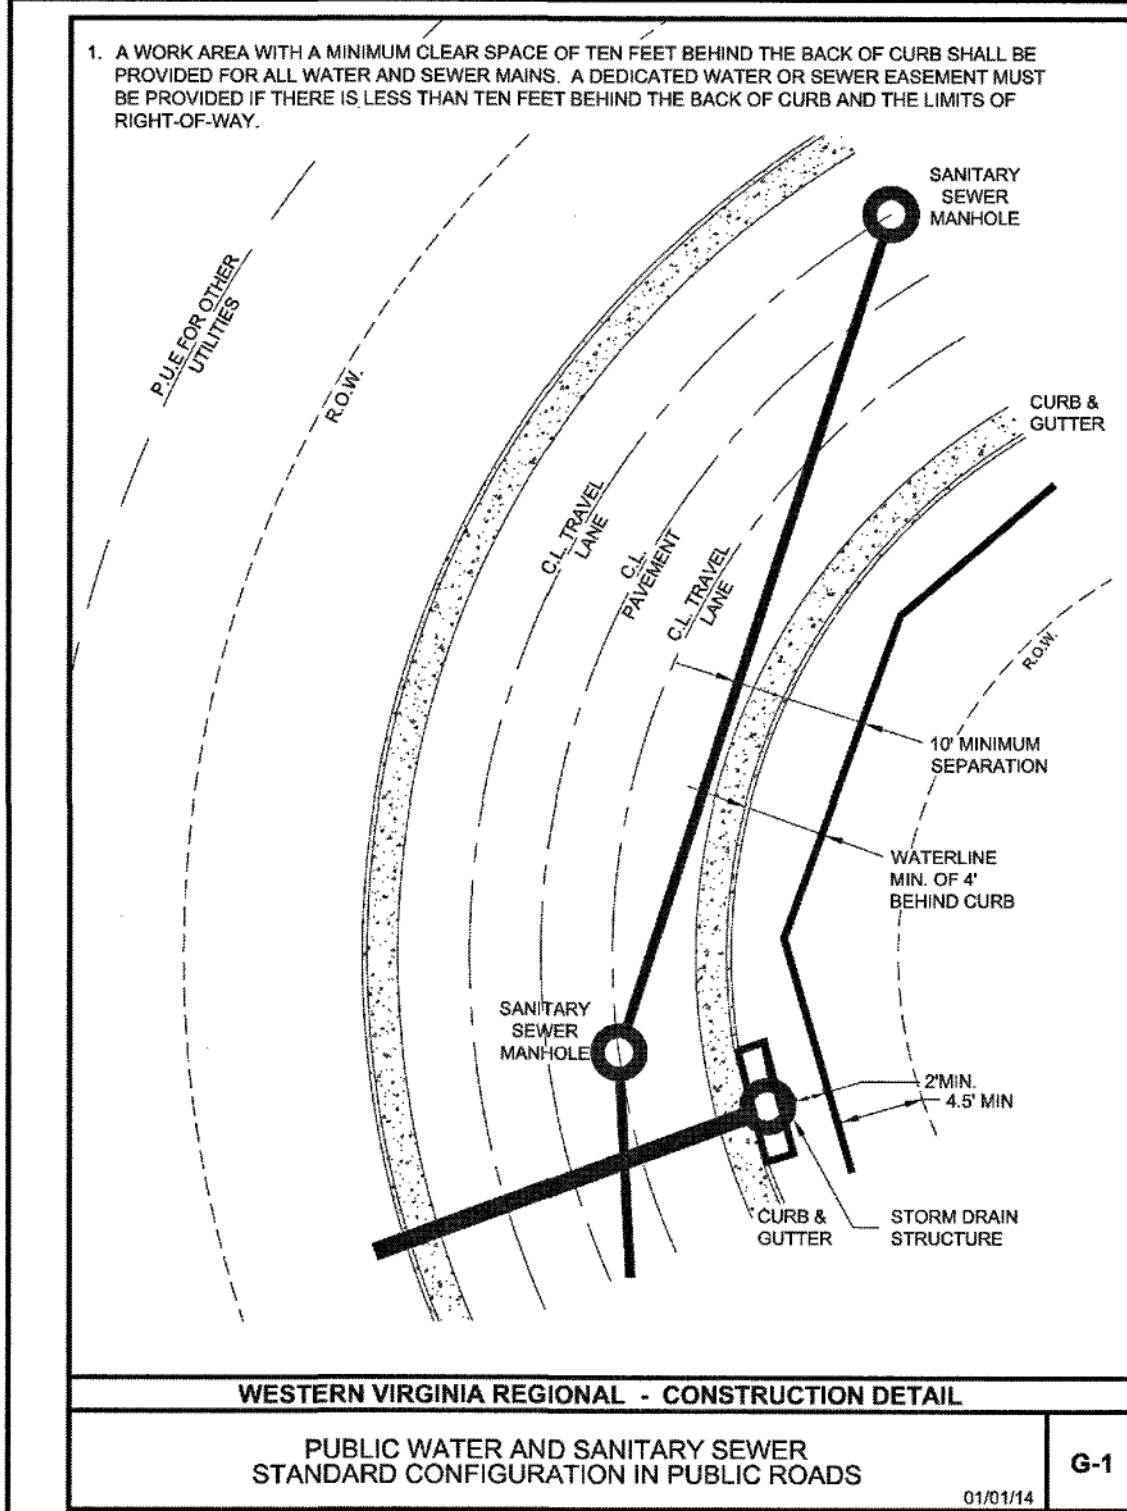 1. A WORK AREA WITH A MINIMUM CLEAR SPACE OF TEN FEET BEHIND THE BACK OF CURB SHALL BE
PROVIDED FOR ALL WATER AND SEWER MAINS. A DEDICATED WATER OR SEWER EASEMENT MUST
BE PROVIDED IF THERE IS LESS THAN TEN FEET BEHIND THE BACK OF CURB AND THE LIMITS OF
RIGHT-OF-WAY.
SANITARY
SEWER
MANHOLE
P.U.E FOR OTHER
UTILITIES
R.O.W.
CURB &
GUTTER
C.L. TRAVEL
LANE
C.L.
PAVEMENT
C.L. TRAVEL
LANE
R.O.W.
10' MINIMUM
SEPARATION
WATERLINE
MIN. OF 4'
BEHIND CURB
SANITARY
SEWER
MANHOLE
2'MIN.
4.5' MIN
CURB &
GUTTER
STORM DRAIN
STRUCTURE
WESTERN VIRGINIA REGIONAL - CONSTRUCTION DETAIL
PUBLIC WATER AND SANITARY SEWER
STANDARD CONFIGURATION IN PUBLIC ROADS
G-1
01/01/14